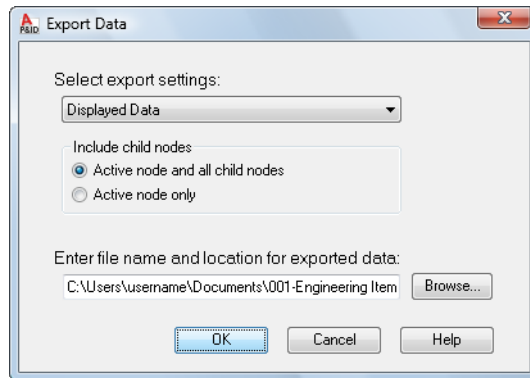 A
P&ID
Export Data
X
Select export settings:
Displayed Data
Include child nodes
Active node and all child nodes
Active node only
Enter file name and location for exported data:
C:\Users\username\Documents\001-Engineering Item
Browse...
OK
Cancel
Help